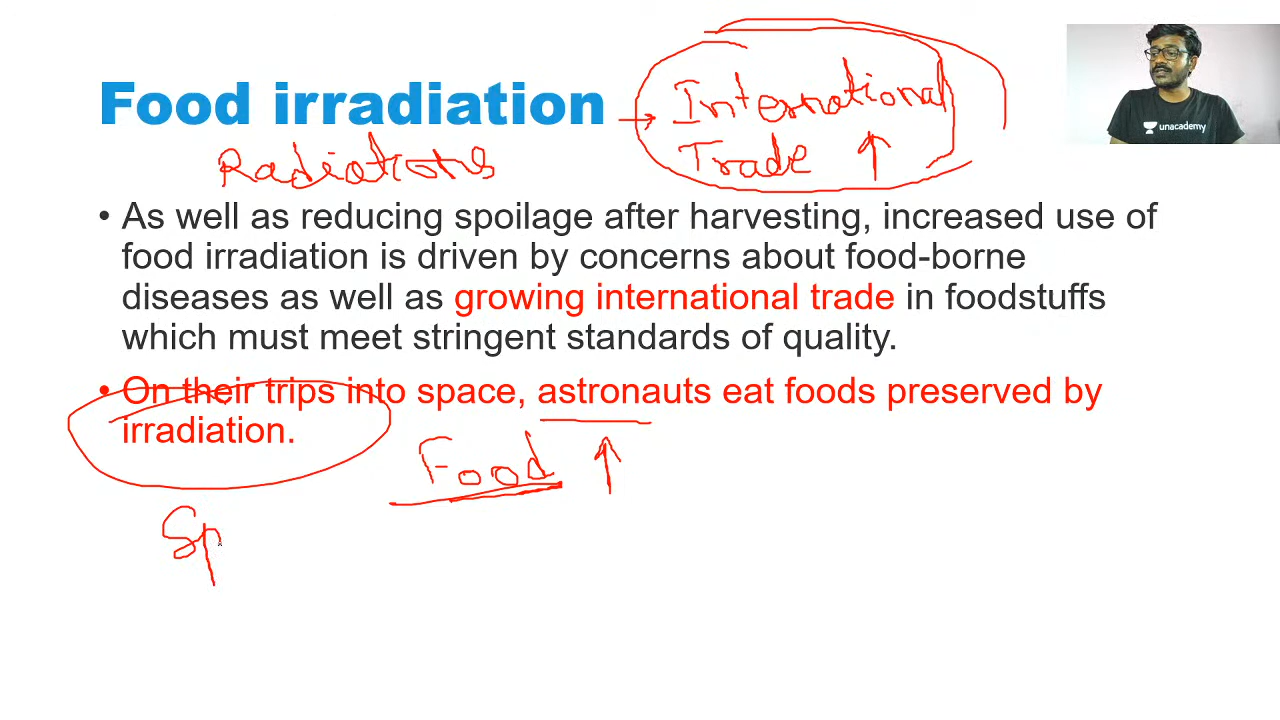 Food irradiation
→ International
Trade ↑
unacademy
Radiations
• As well as reducing spoilage after harvesting, increased use of
food irradiation is driven by concerns about food-borne
diseases as well as growing international trade in foodstuffs
which must meet stringent standards of quality.
• On their trips into space, astronauts eat foods preserved by
irradiation.
Food ↑
Sp